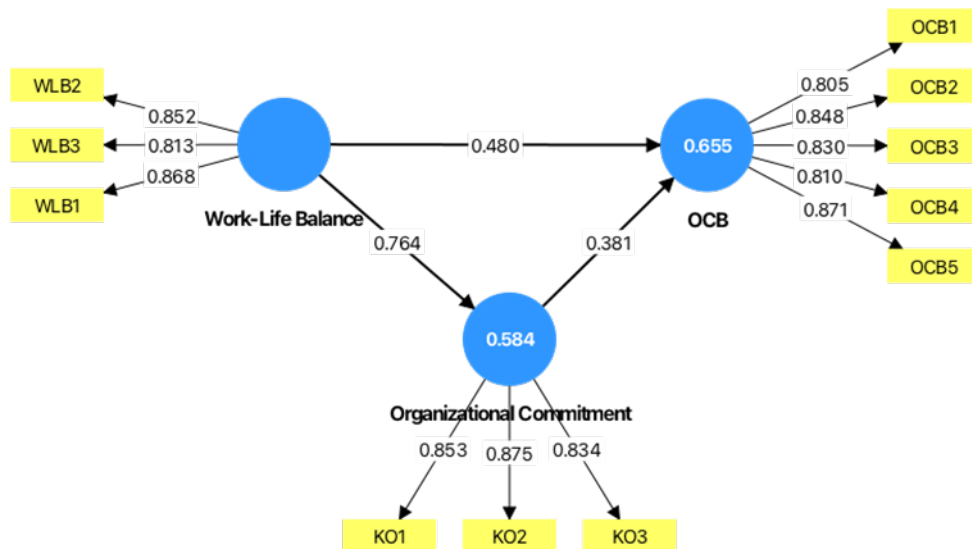 OCB1
WLB2
0.805
OCB2
0.852
0.848
WLB3
0.813
0.480
0.655
0.830
OCB3
0.868
0.810
WLB1
Work-Life Balance
OCB
0.871
OCB4
0.764
0.381
OCB5
0.584
Organizational Commitment
0.853
0.875
0.834
KO1
KO2
KO3